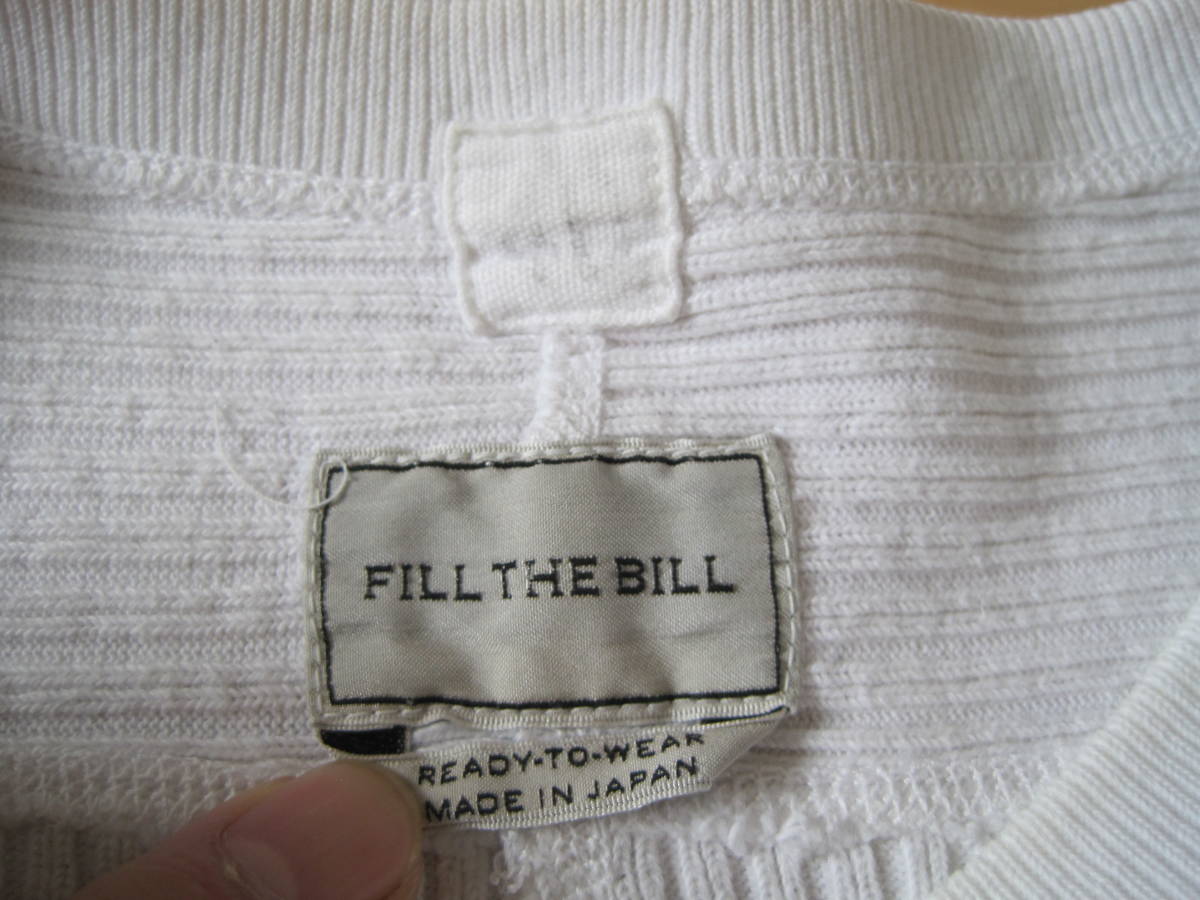 FILL THE BILL
READY-TO-WEAR
MADE IN JAPAN